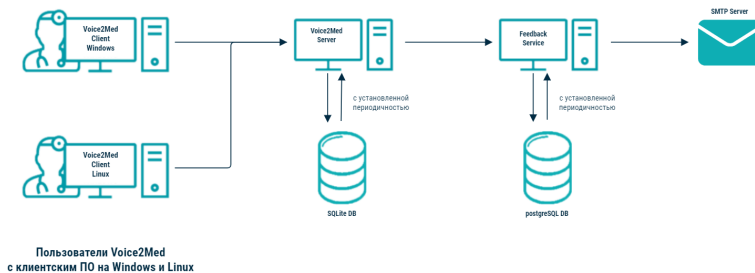 SMTP Server
Voice2Med
Client
Windows
Voice2Med
Server
Feedback
Service
с установленной
периодичностью
с установленной
периодичностью
Voice2Med
Client
Linux
SQLite DB
postgreSQL DB
Пользователи Voice2Med
с клиентским ПО на Windows и Linux